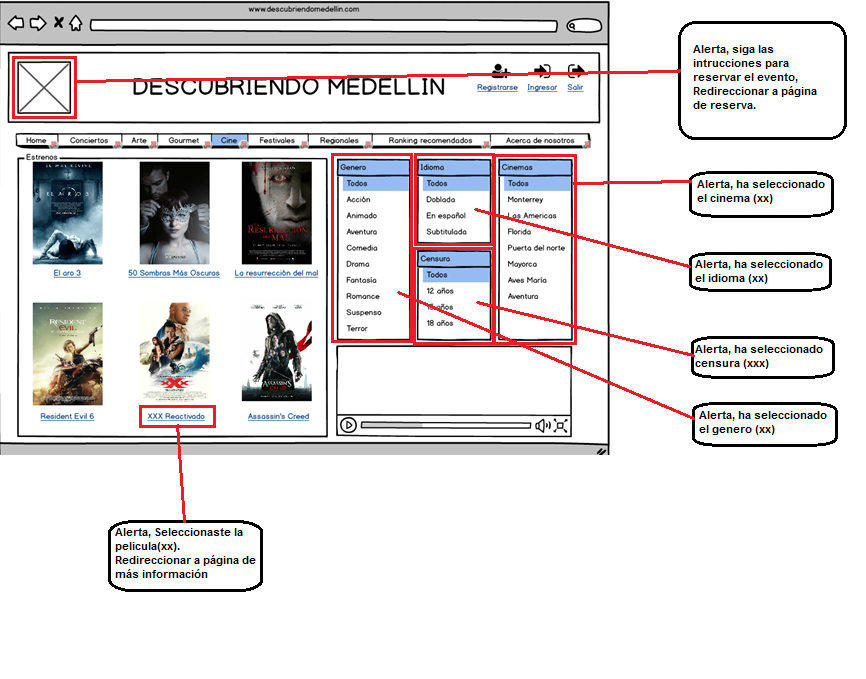 www.descubriendomedellin.com
DESCUBRIENDO MEDELLIN
Registrarse
Ingresar
Salir
Home
Conciertos
Arte
Gourmet
Cine
Festivales
Regionales
Ranking recomendados
Acerca de nosotros
Estrenos
El aro 3
50 Sombras Más Oscuras
La resurrección del mal
RESIDENT EVIL
XXX
ASSASSIN'S CREED
Resident Evil 6
XXX Reactivado
Assassin's Creed
Genero
Todos
Acción
Animado
Aventura
Comedia
Drama
Fantasía
Romance
Suspenso
Terror
Idioma
Todos
Doblada
En español
Subtitulada
Censura
Todos
12 años
años
18 años
Cinemas
Todos
Monterrey
Las Americas
Florida
Puerta del norte
Mayorca
Aves María
Aventura
Alerta, siga las
intrucciones para
reservar el evento,
Redireccionar a página
de reserva.
Alerta, ha seleccionado
el cinema (xx)
Alerta, ha seleccionado
el idioma (xx)
Alerta, ha seleccionado
censura (xxx)
Alerta, ha seleccionado
el genero (xx)
Alerta, Seleccionaste la
pelicula(xx).
Redireccionar a página de
más información